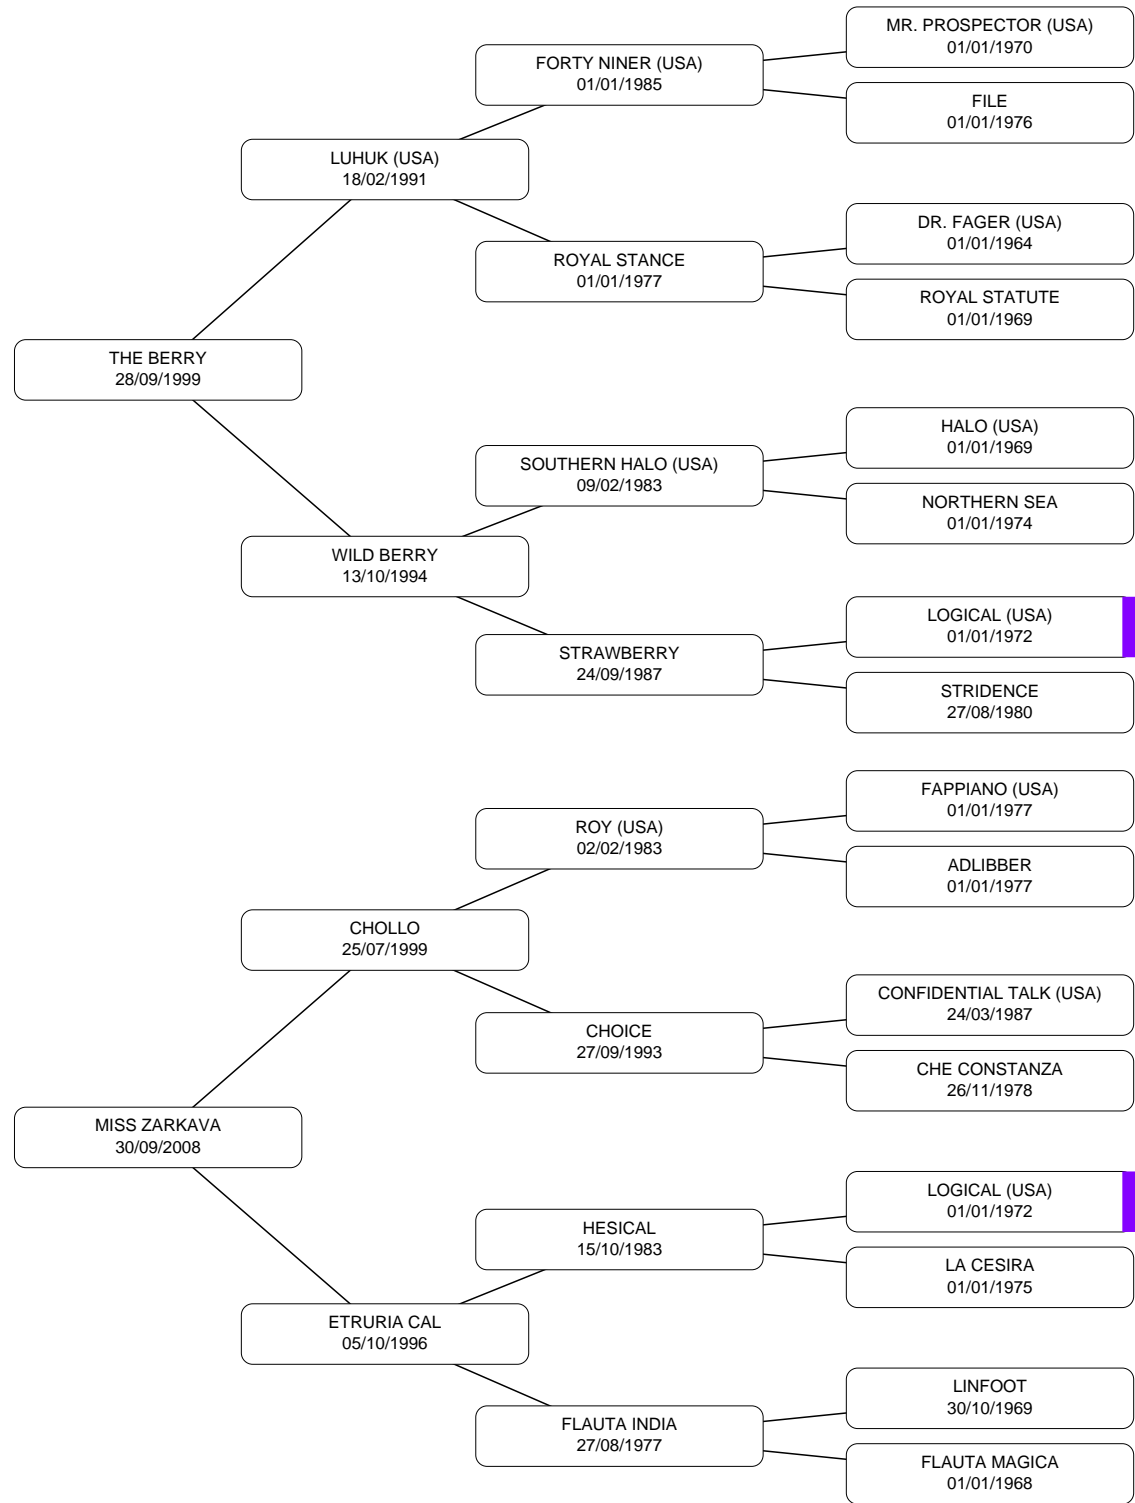 MR. PROSPECTOR (USA)
01/01/1970
FORTY NINER (USA)
01/01/1985
FILE
01/01/1976
LUHUK (USA)
18/02/1991
DR. FAGER (USA)
01/01/1964
ROYAL STANCE
01/01/1977
ROYAL STATUTE
01/01/1969
THE BERRY
28/09/1999
HALO (USA)
01/01/1969
SOUTHERN HALO (USA)
09/02/1983
NORTHERN SEA
01/01/1974
WILD BERRY
13/10/1994
LOGICAL (USA)
01/01/1972
STRAWBERRY
24/09/1987
STRIDENCE
27/08/1980
FAPPIANO (USA)
01/01/1977
ROY (USA)
02/02/1983
ADLIBBER
01/01/1977
CHOLLO
25/07/1999
CONFIDENTIAL TALK (USA)
24/03/1987
CHOICE
27/09/1993
CHE CONSTANZA
26/11/1978
MISS ZARKAVA
30/09/2008
LOGICAL (USA)
01/01/1972
HESICAL
15/10/1983
LA CESIRA
01/01/1975
ETRURIA CAL
05/10/1996
LINFOOT
30/10/1969
FLAUTA INDIA
27/08/1977
FLAUTA MAGICA
01/01/1968